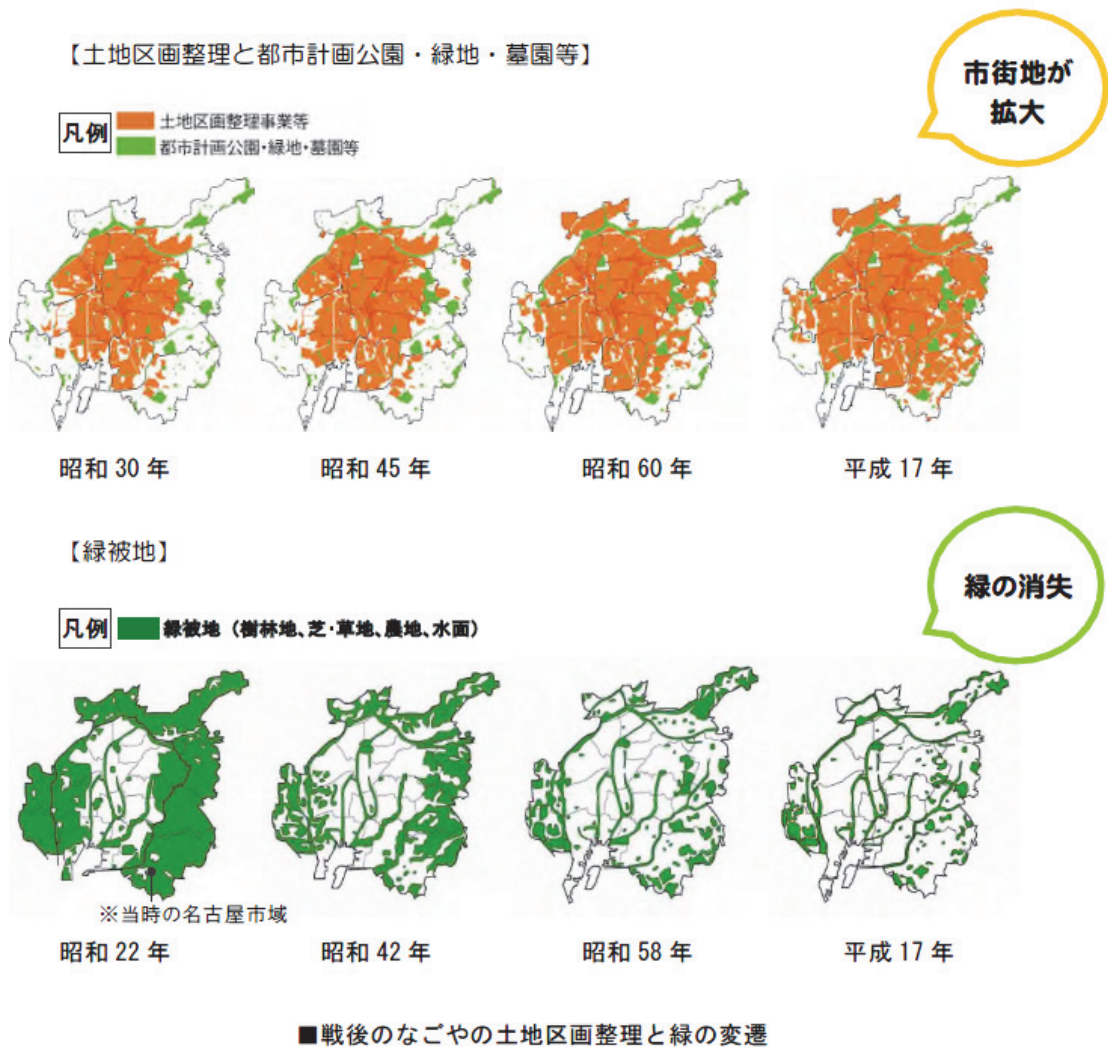 【土地区画整理と都市計画公園・緑地・墓園等】
市街地が
拡大
凡例
土地区画整理事業等
都市計画公園・緑地・墓園等
昭和 30 年
昭和 45 年
昭和 60 年
平成 17 年
【緑被地】
緑の消失
凡例
緑被地（樹林地、芝・草地、農地、水面）
※当時の名古屋市域
昭和 22 年
昭和 42 年
昭和 58 年
平成 17 年
■戦後のなごやの土地区画整理と緑の変遷